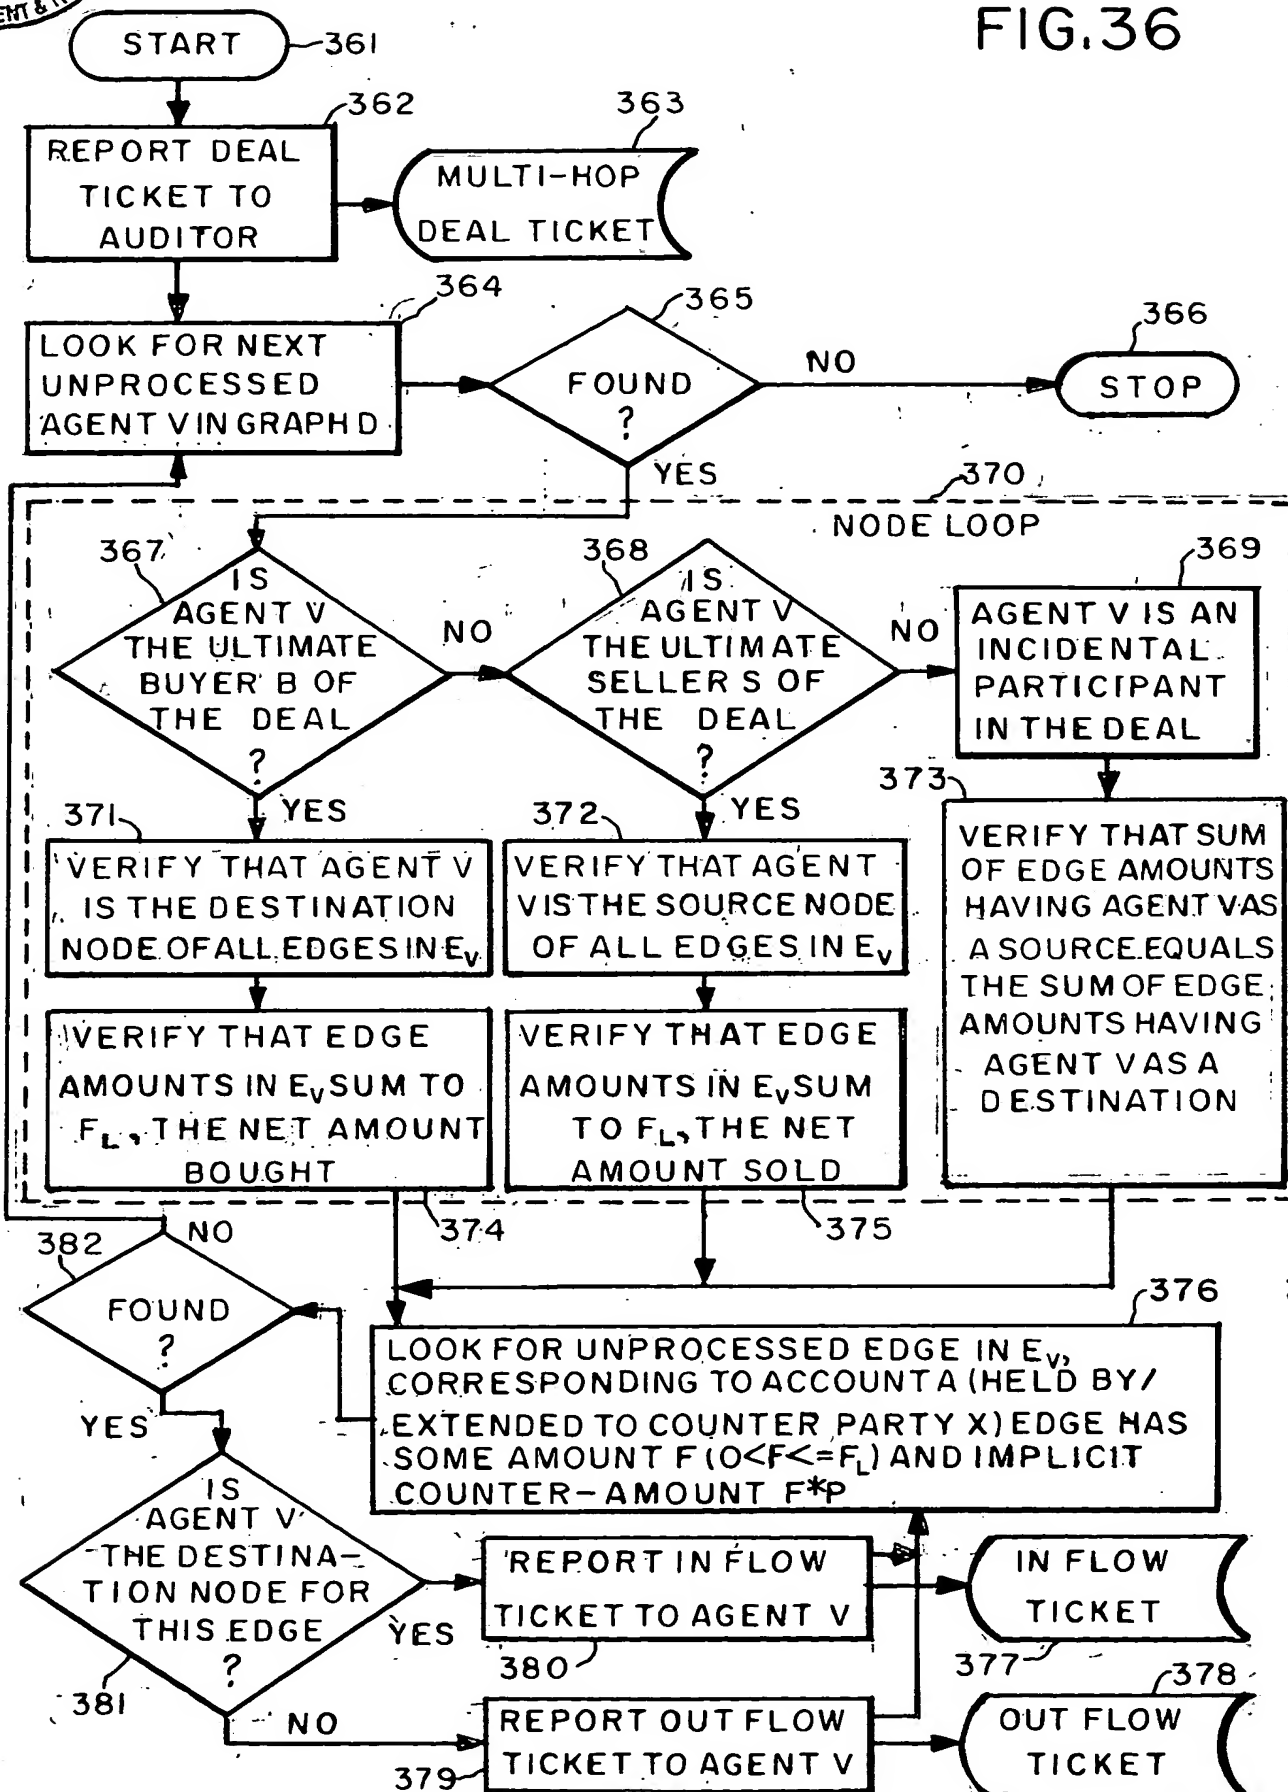 ENT &
FIG.36
START
361
362
REPORT DEAL
TICKET TO
AUDITOR
363
MULTI-HOP
DEAL TICKET
364
LOOK FOR NEXT
UNPROCESSED
AGENT V IN GRAPH D
365
FOUND
?
NO
366
STOP
YES
370
NODE LOOP
367
IS
AGENT V
THE ULTIMATE
BUYER B OF
THE DEAL
?
NO
368
IS
AGENT V
THE ULTIMATE
SELLER S OF
THE DEAL
?
NO
369
AGENT V IS AN
INCIDENTAL
PARTICIPANT
IN THE DEAL
371
YES
VERIFY THAT AGENT V
IS THE DESTINATION
NODE OF ALL EDGES IN EV
372
YES
VERIFY THAT AGENT
V IS THE SOURCE NODE
OF ALL EDGES IN EV
373
VERIFY THAT SUM
OF EDGE AMOUNTS
HAVING AGENT V AS
A SOURCE EQUALS
THE SUM OF EDGE
AMOUNTS HAVING
AGENT V AS A
DESTINATION
VERIFY THAT EDGE
AMOUNTS IN EV SUM TO
FL, THE NET AMOUNT
BOUGHT
374
VERIFY THAT EDGE
AMOUNTS IN EV SUM
TO FL, THE NET
AMOUNT SOLD
375
382
NO
FOUND
?
YES
376
LOOK FOR UNPROCESSED EDGE IN EV,
CORRESPONDING TO ACCOUNT A (HELD BY/
EXTENDED TO COUNTER PARTY X) EDGE HAS
SOME AMOUNT F (0<F<=FL) AND IMPLICIT
COUNTER-AMOUNT F*P
IS
AGENT V
THE DESTINA-
TION NODE FOR
THIS EDGE
?
YES
381
NO
REPORT IN FLOW
TICKET TO AGENT V
380
IN FLOW
TICKET
377
REPORT OUT FLOW
TICKET TO AGENT V
379
OUT FLOW
TICKET
378